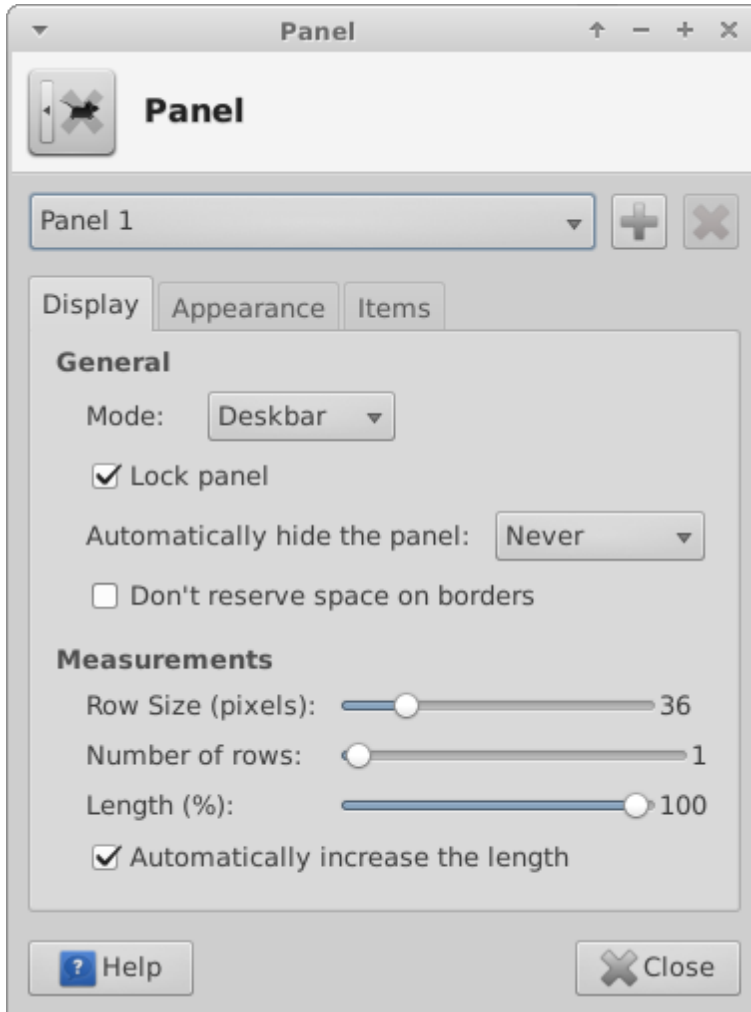 Panel
Panel
Panel 1
Display Appearance Items
General
Mode: Deskbar
Lock panel
Automatically hide the panel: Never
Don't reserve space on borders
Measurements
Row Size (pixels): 36
Number of rows: 1
Length (%): 100
Automatically increase the length
? Help Close